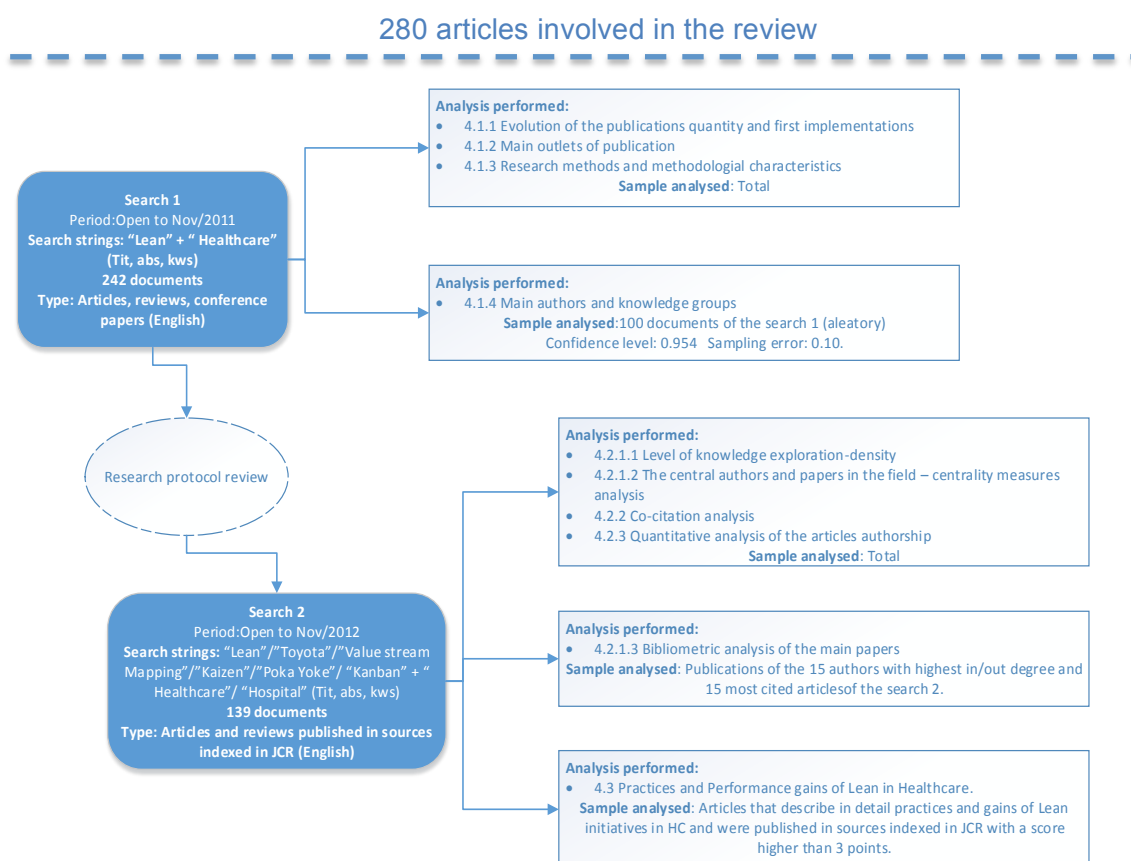 280 articles involved in the review
Analysis performed:
• 4.1.1 Evolution of the publications quantity and first implementations
• 4.1.2 Main outlets of publication
• 4.1.3 Research methods and methodologial characteristics
Sample analysed: Total
Search 1
Period:Open to Nov/2011
Search strings: “Lean” + “ Healthcare”
(Tit, abs, kws)
242 documents
Type: Articles, reviews, conference
papers (English)
Analysis performed:
• 4.1.4 Main authors and knowledge groups
Sample analysed:100 documents of the search 1 (aleatory)
Confidence level: 0.954 Sampling error: 0.10.
Research protocol review
Analysis performed:
• 4.2.1.1 Level of knowledge exploration-density
• 4.2.1.2 The central authors and papers in the field – centrality measures
analysis
• 4.2.2 Co-citation analysis
• 4.2.3 Quantitative analysis of the articles authorship
Sample analysed: Total
Search 2
Period:Open to Nov/2012
Search strings: “Lean”/”Toyota”/”Value stream
Mapping”/”Kaizen”/”Poka Yoke”/ “Kanban” + “
Healthcare”/ “Hospital” (Tit, abs, kws)
139 documents
Type: Articles and reviews published in sources
indexed in JCR (English)
Analysis performed:
• 4.2.1.3 Bibliometric analysis of the main papers
Sample analysed: Publications of the 15 authors with highest in/out degree and
15 most cited articlesof the search 2.
Analysis performed:
• 4.3 Practices and Performance gains of Lean in Healthcare.
Sample analysed: Articles that describe in detail practices and gains of Lean
initiatives in HC and were published in sources indexed in JCR with a score
higher than 3 points.